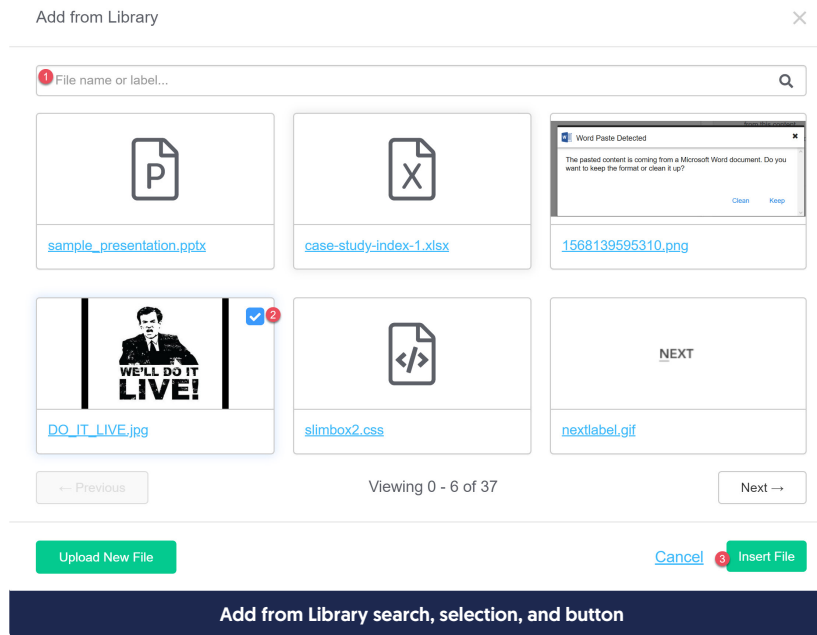 Add from Library
1 File name or label...
P
X
from this content
Word Paste Detected
The pasted content is coming from a Microsoft Word document. Do you
want to keep the format or clean it up?
Clean Keep
sample_presentation.pptx
case-study-index-1.xlsx
1568139595310.png
2
WE'LL DO IT
LIVE!
</>
NEXT
DO_IT_LIVE.jpg
slimbox2.css
nextlabel.gif
← Previous
Viewing 0 - 6 of 37
Next →
Upload New File
Cancel
3 Insert File
Add from Library search, selection, and button